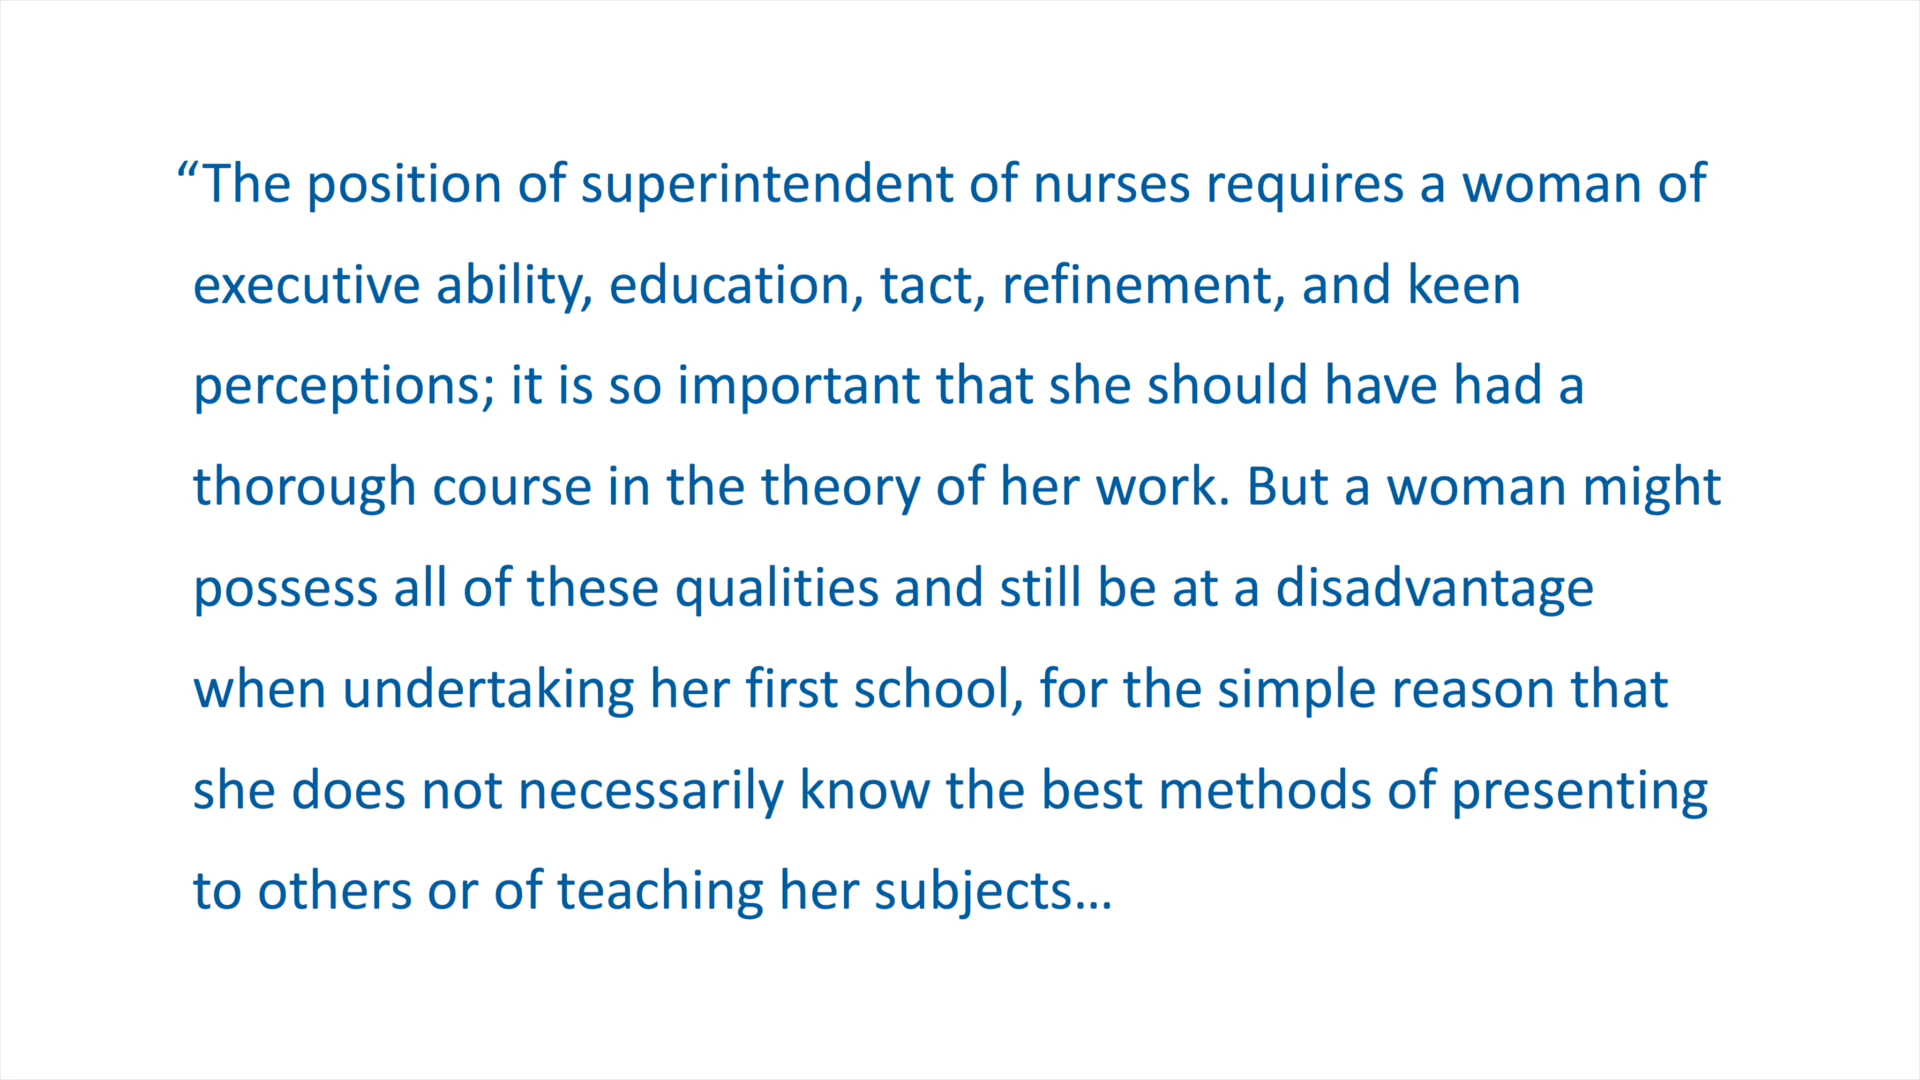 “The position of superintendent of nurses requires a woman of
executive ability, education, tact, refinement, and keen
perceptions; it is so important that she should have had a
thorough course in the theory of her work. But a woman might
possess all of these qualities and still be at a disadvantage
when undertaking her first school, for the simple reason that
she does not necessarily know the best methods of presenting
to others or of teaching her subjects…